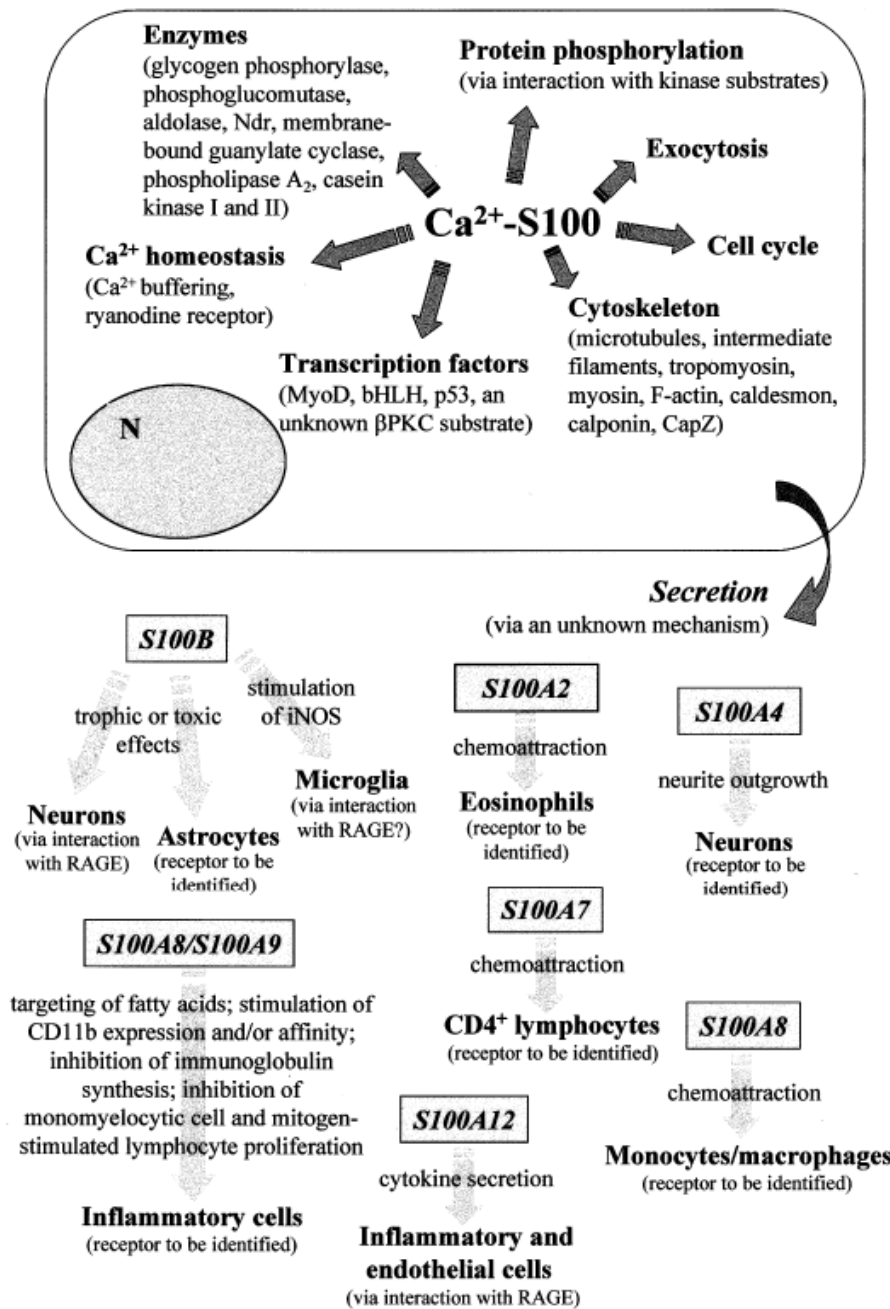 Enzymes
(glycogen phosphorylase,
phosphoglucomutase,
aldolase, Ndr, membrane-
bound guanylate cyclase,
phospholipase A₂, casein
kinase I and II)
Protein phosphorylation
(via interaction with kinase substrates)
Exocytosis
Ca²⁺-S100
Cell cycle
Ca²⁺ homeostasis
(Ca²⁺ buffering,
ryanodine receptor)
Cytoskeleton
(microtubules, intermediate
filaments, tropomyosin,
myosin, F-actin, caldesmon,
calponin, CapZ)
Transcription factors
(MyoD, bHLH, p53, an
unknown βPKC substrate)
N
Secretion
(via an unknown mechanism)
S100B
trophic or toxic
effects
stimulation
of iNOS
Neurons
(via interaction
with RAGE)
Astrocytes
(receptor to be
identified)
Microglia
(via interaction
with RAGE?)
S100A2
chemoattraction
Eosinophils
(receptor to be
identified)
S100A4
neurite outgrowth
Neurons
(receptor to be
identified)
S100A8/S100A9
targeting of fatty acids; stimulation of
CD11b expression and/or affinity;
inhibition of immunoglobulin
synthesis; inhibition of
monomyelocytic cell and mitogen-
stimulated lymphocyte proliferation
Inflammatory cells
(receptor to be identified)
S100A7
chemoattraction
CD4⁺ lymphocytes
(receptor to be identified)
S100A8
chemoattraction
Monocytes/macrophages
(receptor to be identified)
S100A12
cytokine secretion
Inflammatory and
endothelial cells
(via interaction with RAGE)